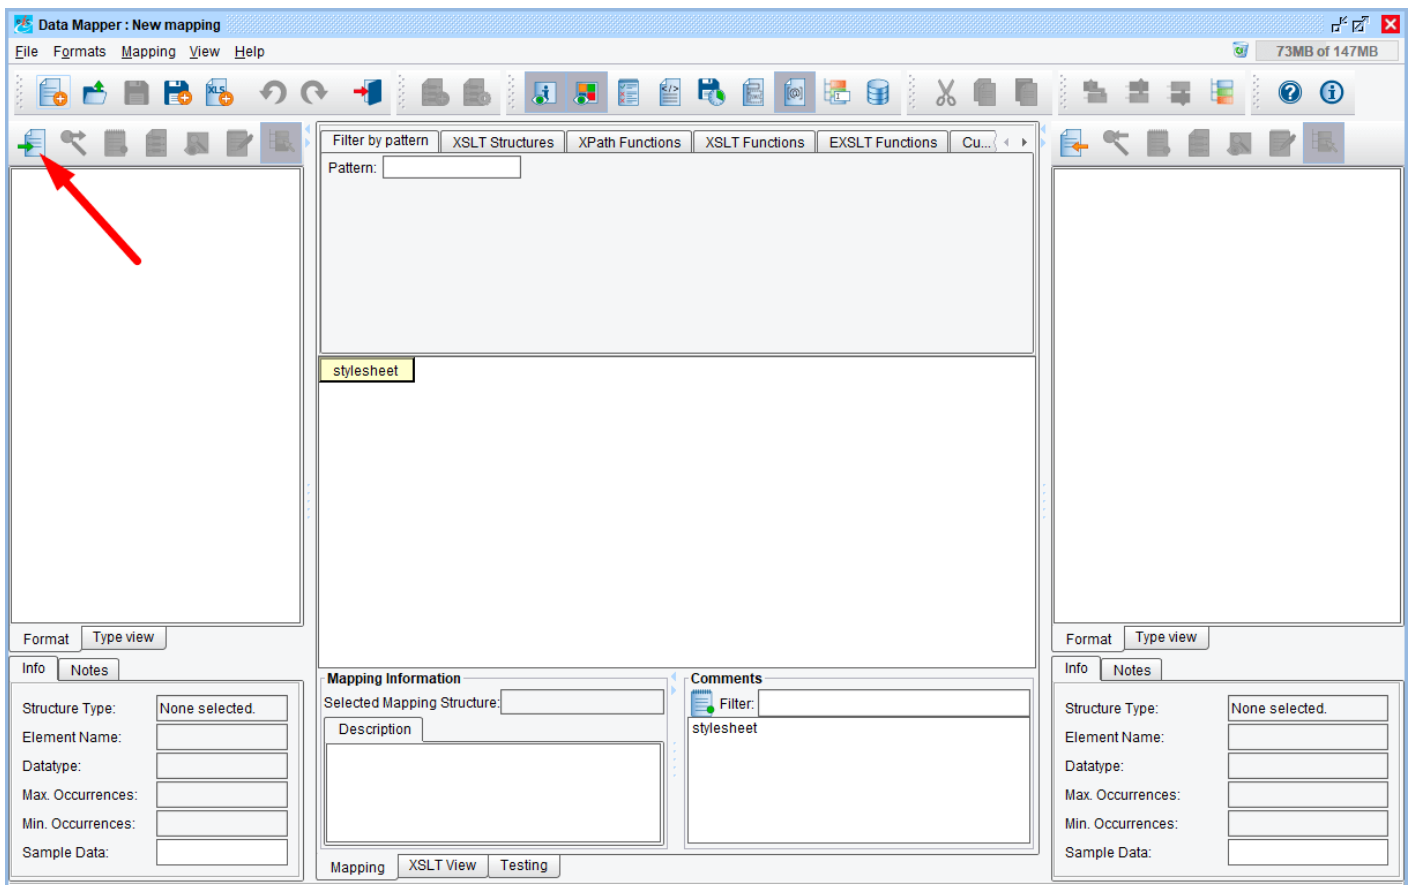 Data Mapper : New mapping
File Formats Mapping View Help
73MB of 147MB
XLS
Filter by pattern XSLT Structures XPath Functions XSLT Functions EXSLT Functions Cu...
Pattern:
stylesheet
Format Type view
Format Type view
Info Notes
Structure Type: None selected.
Element Name:
Datatype:
Max. Occurrences:
Min. Occurrences:
Sample Data:
Mapping Information
Selected Mapping Structure:
Description
Comments
Filter:
stylesheet
Mapping XSLT View Testing
Info Notes
Structure Type: None selected.
Element Name:
Datatype:
Max. Occurrences:
Min. Occurrences:
Sample Data: